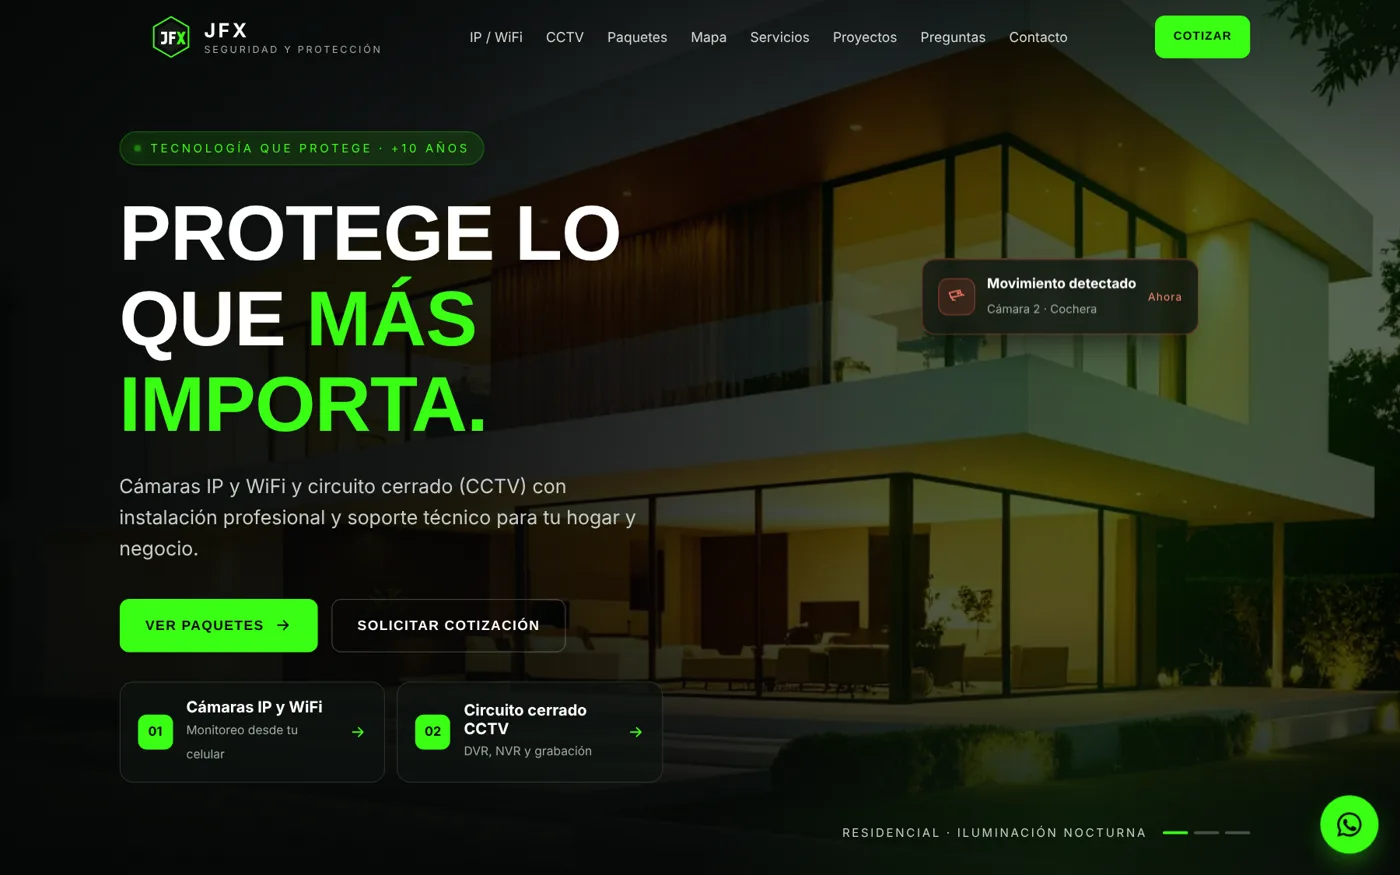 JFX
JFX
SEGURIDAD Y PROTECCIÓN
IP / WiFi
CCTV
Paquetes
Mapa
Servicios
Proyectos
Preguntas
Contacto
COTIZAR
TECNOLOGÍA QUE PROTEGE · +10 AÑOS
PROTEGE LO
QUE MÁS
IMPORTA.
Movimiento detectado
Cámara 2 · Cochera
Ahora
Cámaras IP y WiFi y circuito cerrado (CCTV) con
instalación profesional y soporte técnico para tu hogar y
negocio.
VER PAQUETES →
SOLICITAR COTIZACIÓN
01
Cámaras IP y WiFi
Monitoreo desde tu
celular
→
02
Circuito cerrado
CCTV
DVR, NVR y grabación
→
RESIDENCIAL · ILUMINACIÓN NOCTURNA